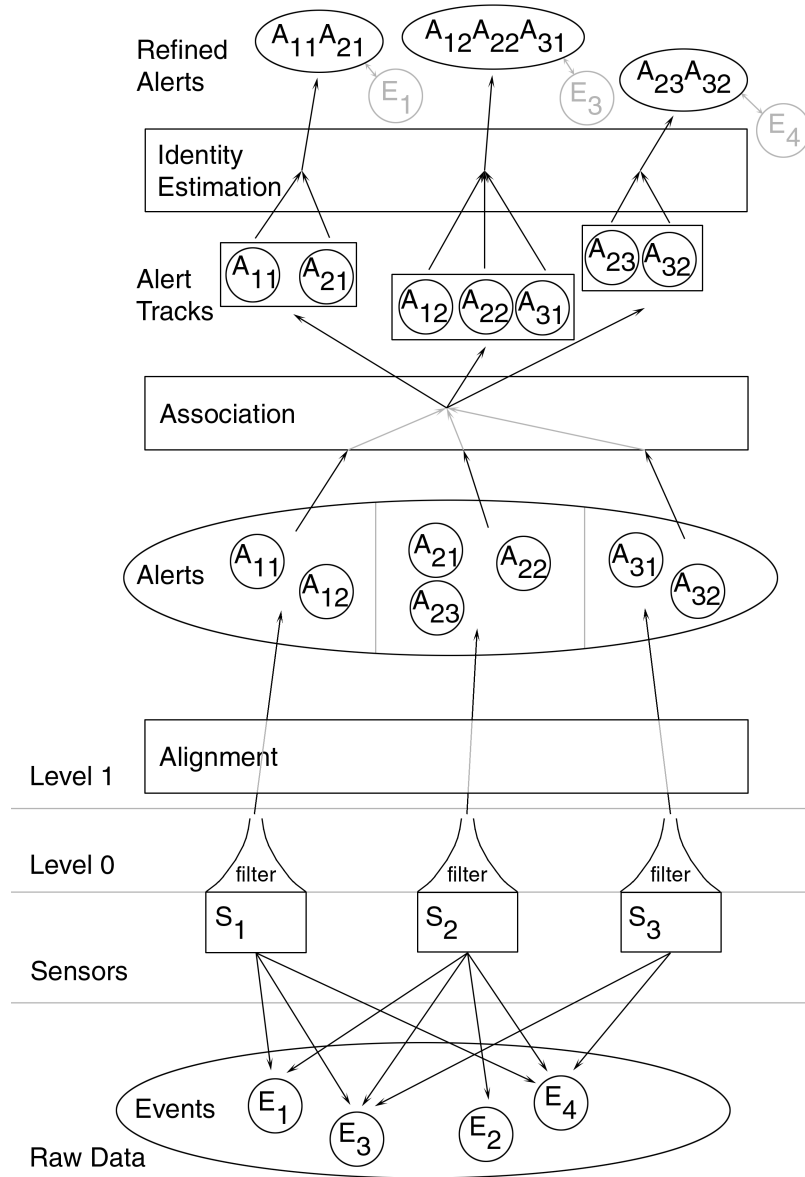 Refined
Alerts
A11A21
A12A22A31
A23A32
E1
E3
E4
Identity
Estimation
Alert
Tracks
A11
A21
A12
A22
A31
A23
A32
Association
Alerts
A11
A12
A21
A23
A22
A31
A32
Alignment
Level 1
Level 0
filter
filter
filter
S1
S2
S3
Sensors
Events
E1
E3
E2
E4
Raw Data